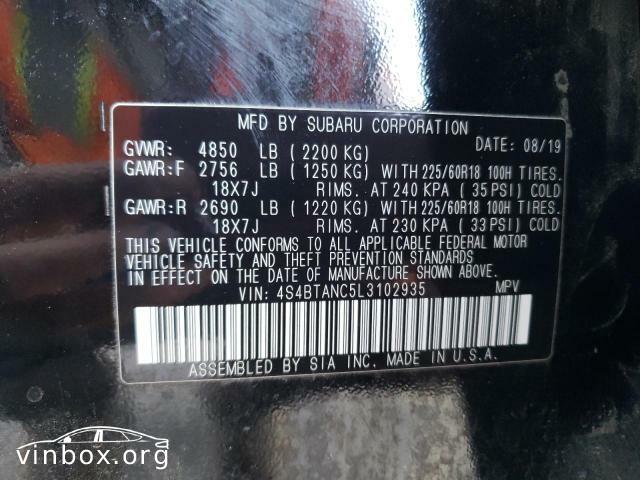 MFD BY SUBARU CORPORATION
GVWR: 4850 LB ( 2200 KG) DATE: 08/19
GAWR:F 2756 LB ( 1250 KG) WITH 225/60R18 100H TIRES.
18X7J RIMS. AT 240 KPA ( 35 PSI) COLD
GAWR:R 2690 LB ( 1220 KG) WITH 225/60R18 100H TIRES.
18X7J RIMS. AT 230 KPA ( 33 PSI) COLD
THIS VEHICLE CONFORMS TO ALL APPLICABLE FEDERAL MOTOR
VEHICLE SAFETY AND THEFT PREVENTION STANDARDS
IN EFFECT ON THE DATE OF MANUFACTURE SHOWN ABOVE.
VIN: 4S4BTANC5L3102935 MPV
ASSEMBLED BY SIA INC. MADE IN U.S.A.
vinbox.org